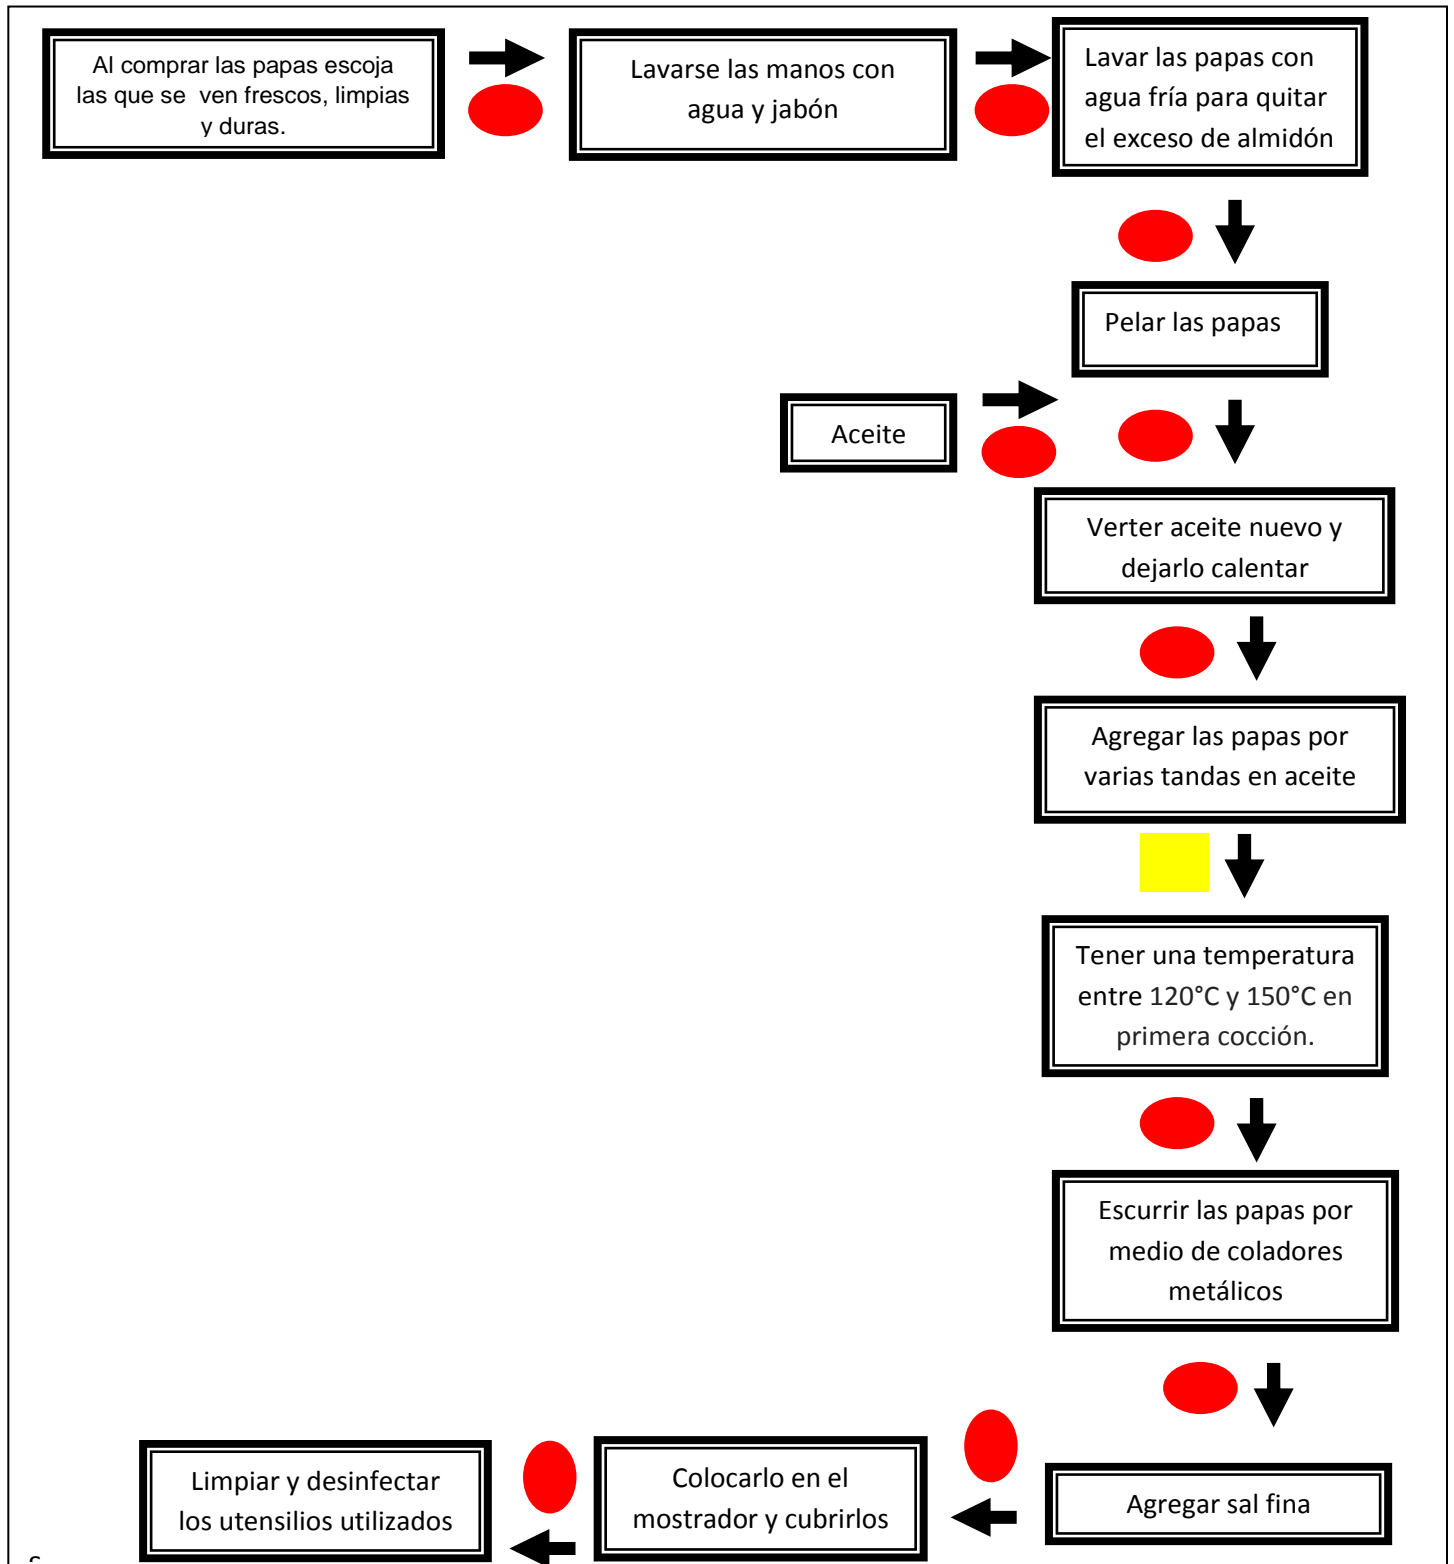 Al comprar las papas escoja
las que se ven frescos, limpias
y duras.
Lavarse las manos con
agua y jabón
Lavar las papas con
agua fría para quitar
el exceso de almidón
Pelar las papas
Aceite
Verter aceite nuevo y
dejarlo calentar
Agregar las papas por
varias tandas en aceite
Tener una temperatura
entre 120°C y 150°C en
primera cocción.
Escurrir las papas por
medio de coladores
metálicos
Agregar sal fina
Colocarlo en el
mostrador y cubrirlos
Limpiar y desinfectar
los utensilios utilizados